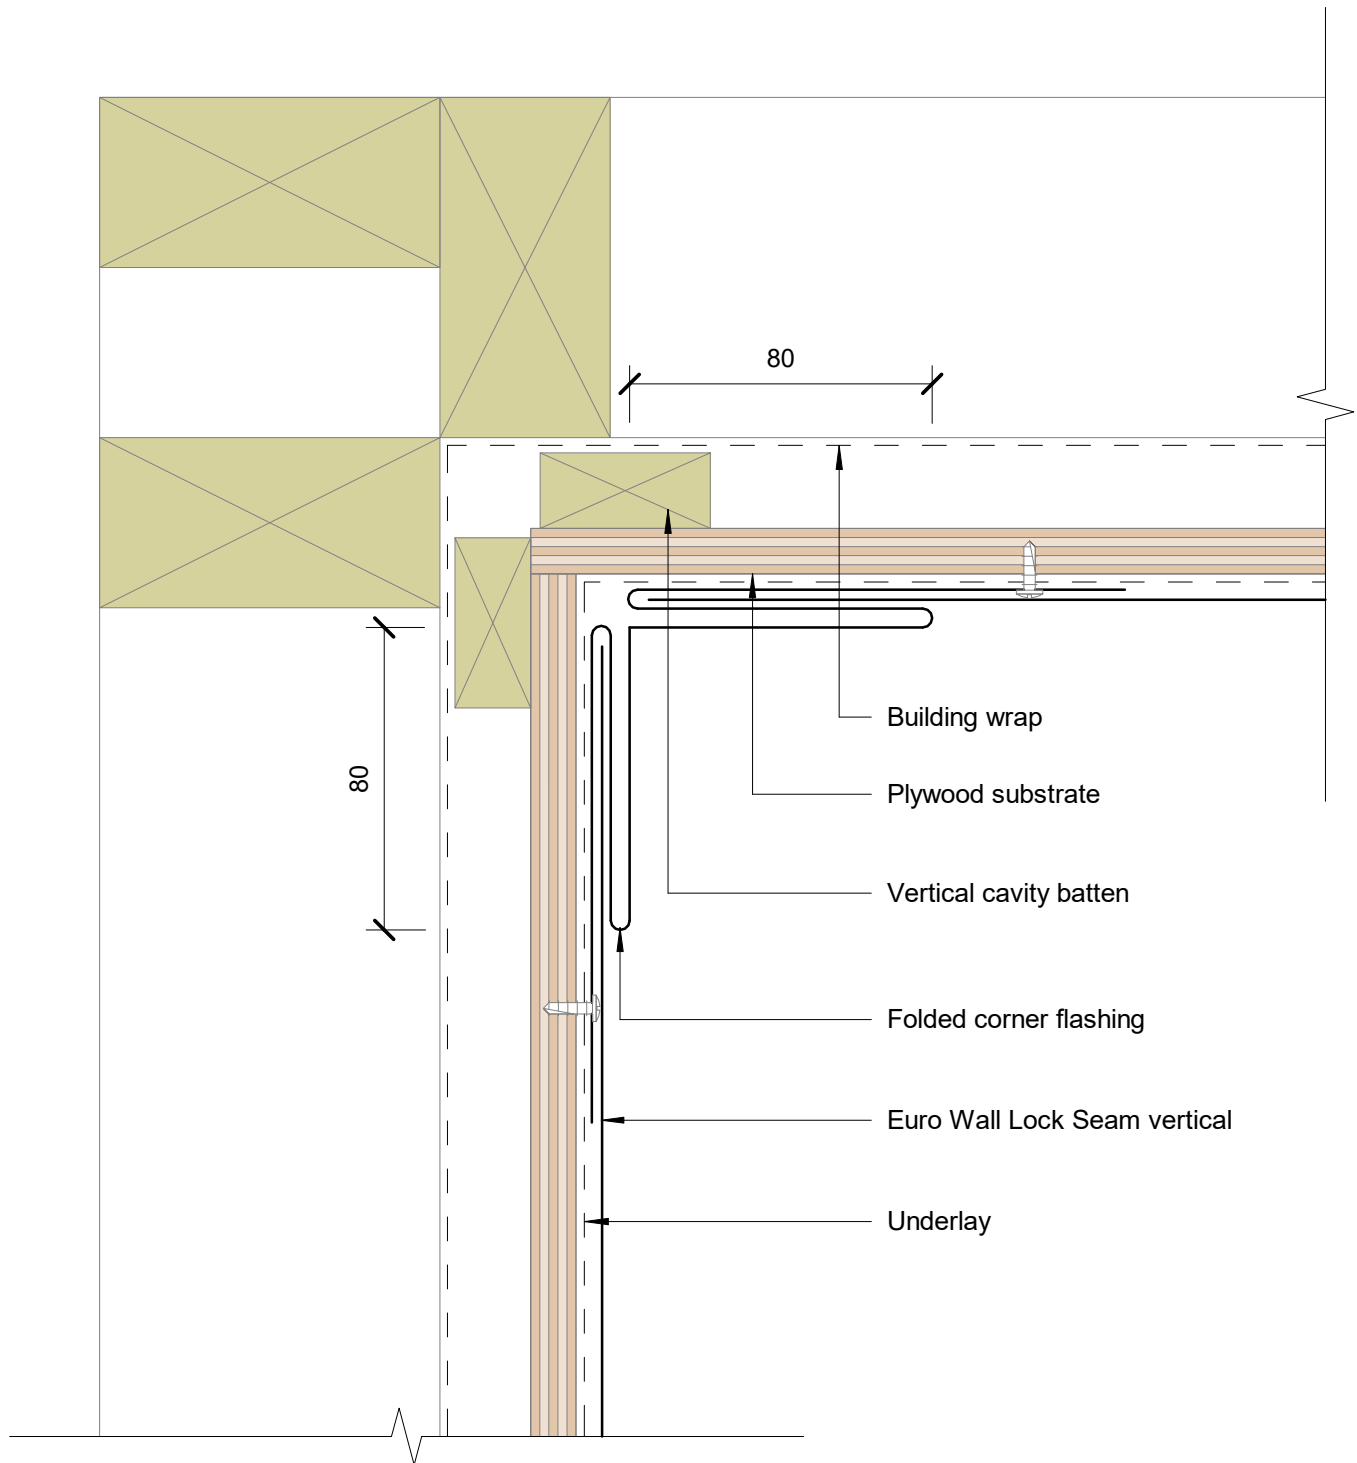 80
Building wrap
80
Plywood substrate
Vertical cavity batten
Folded corner flashing
Euro Wall Lock Seam vertical
Underlay